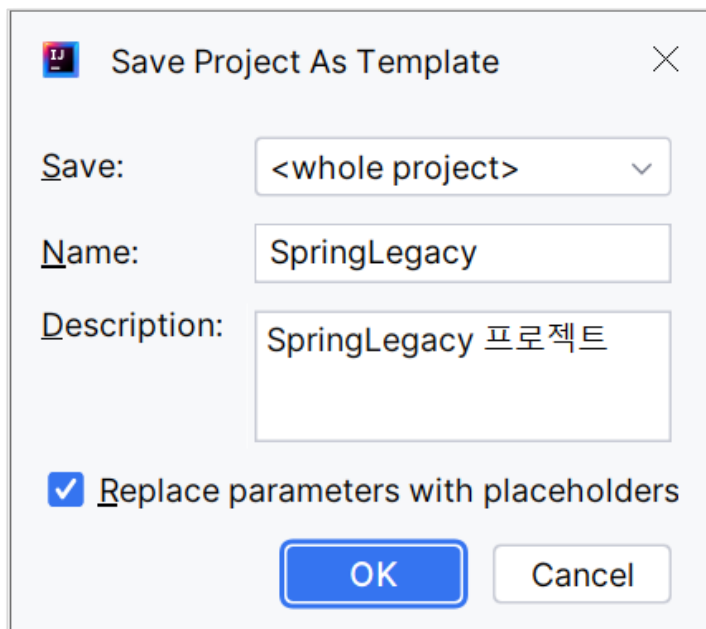 Save Project As Template
Save: <whole project>
Name: SpringLegacy
Description: SpringLegacy 프로젝트
Replace parameters with placeholders
OK Cancel